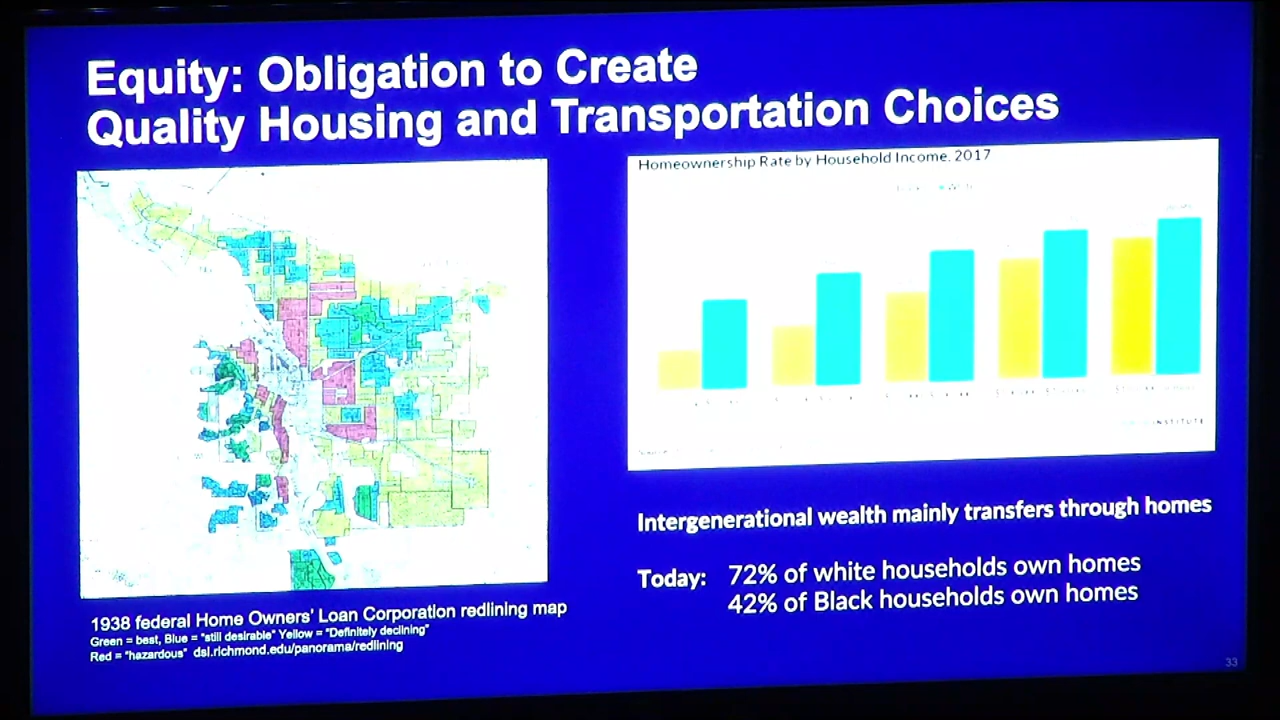 Equity: Obligation to Create
Quality Housing and Transportation Choices
Homeownership Rate by Household Income. 2017
INSTITUTE
1938 federal Home Owners' Loan Corporation redlining map
Green = best, Blue = "still desirable" Yellow = "Definitely declining"
Red = "hazardous" dsl.richmond.edu/panorama/redlining
Intergenerational wealth mainly transfers through homes
Today: 72% of white households own homes
42% of Black households own homes
33